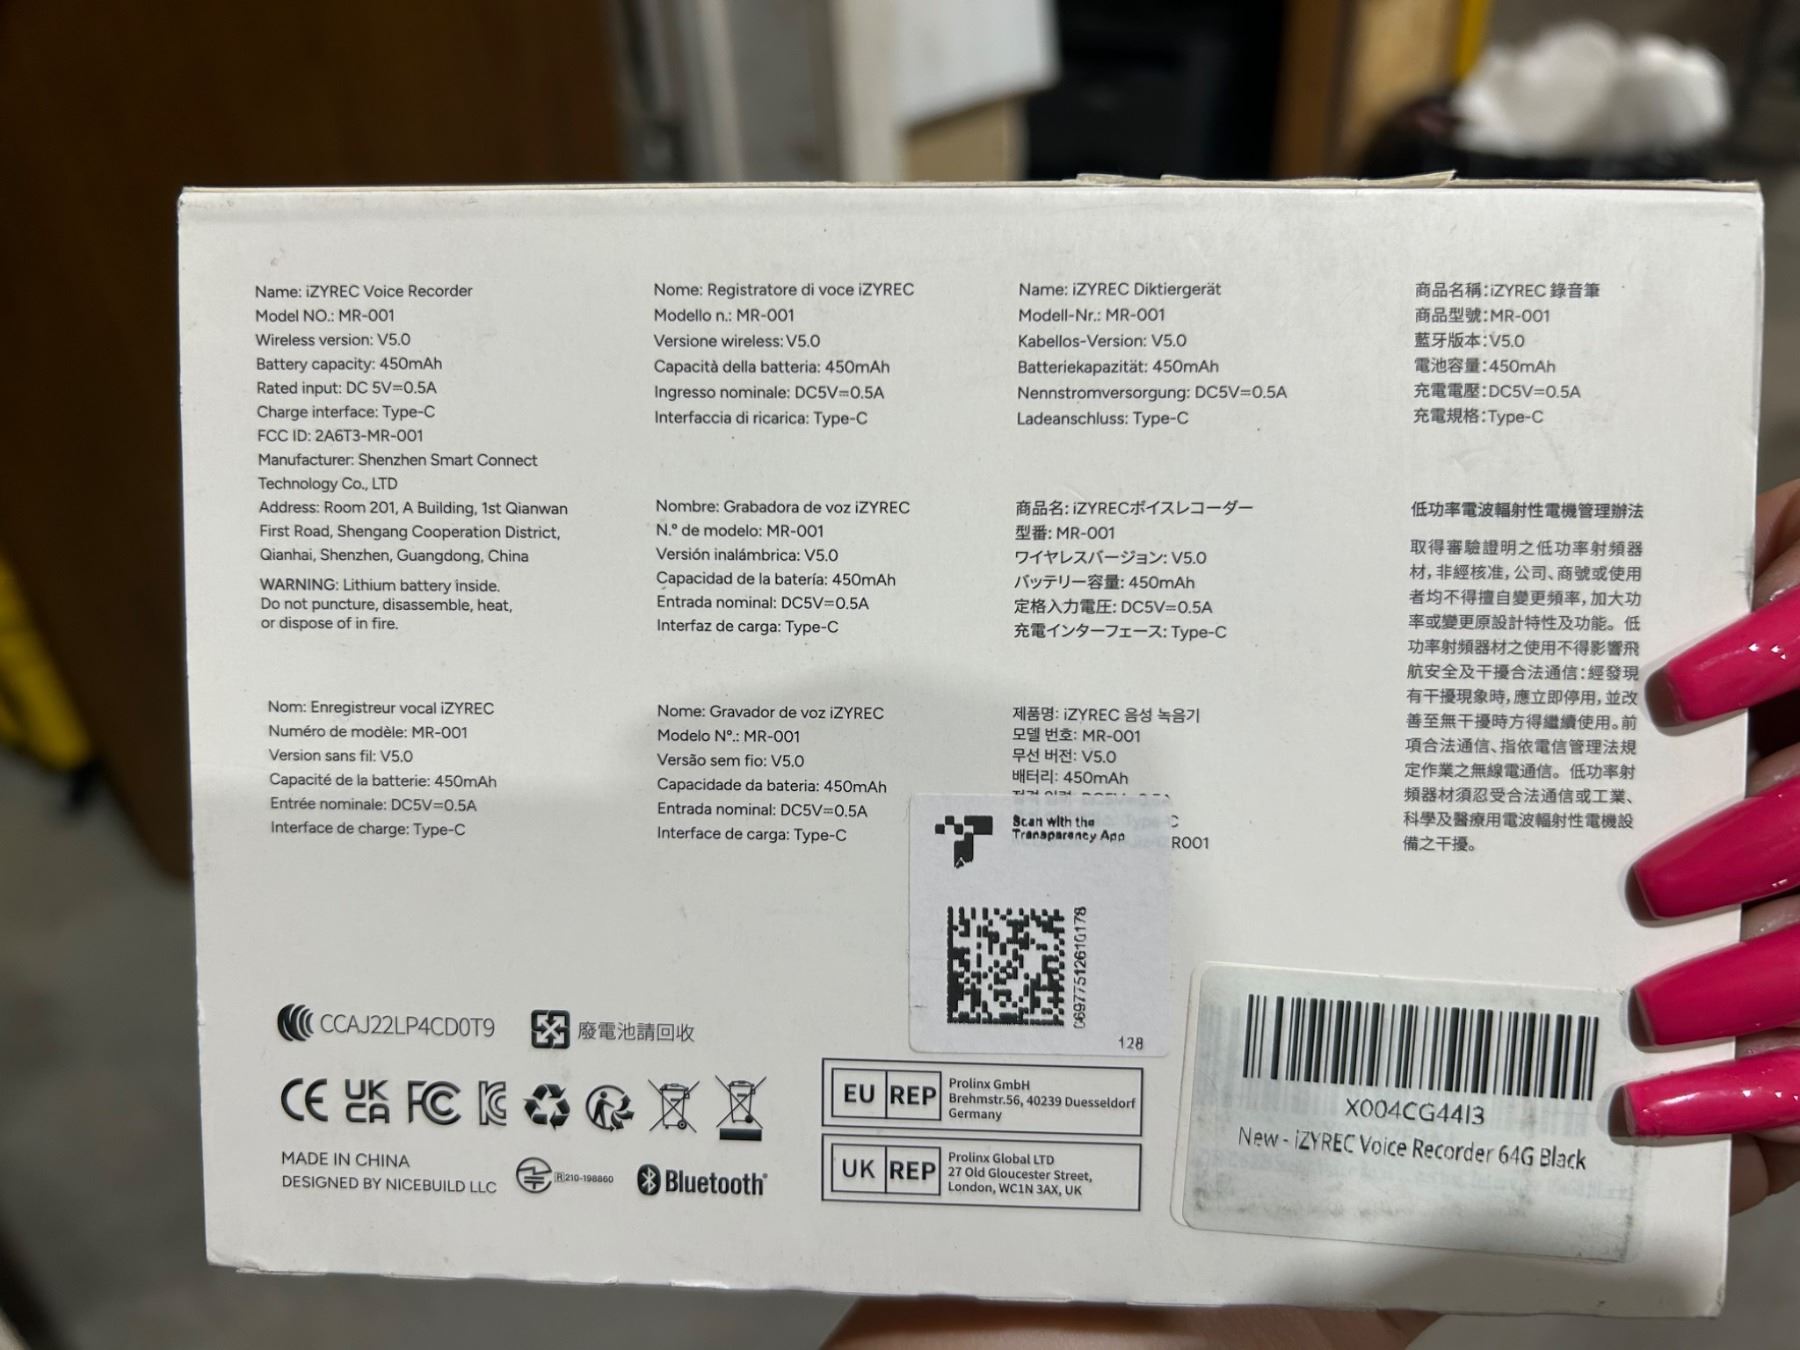 Name: iZYREC Voice Recorder
Model NO.: MR-001
Wireless version: V5.0
Battery capacity: 450mAh
Rated input: DC 5V=0.5A
Charge interface: Type-C
FCC ID: 2A6T3-MR-001
Manufacturer: Shenzhen Smart Connect
Technology Co., LTD
Address: Room 201, A Building, 1st Qianwan
First Road, Shengang Cooperation District,
Qianhai, Shenzhen, Guangdong, China
WARNING: Lithium battery inside.
Do not puncture, disassemble, heat,
or dispose of in fire.
Nom: Enregistreur vocal iZYREC
Numéro de modèle: MR-001
Version sans fil: V5.0
Capacité de la batterie: 450mAh
Entrée nominale: DC5V=0.5A
Interface de charge: Type-C
Nome: Registratore di voce iZYREC
Modello n.: MR-001
Versione wireless: V5.0
Capacità della batteria: 450mAh
Ingresso nominale: DC5V=0.5A
Interfaccia di ricarica: Type-C
Nombre: Grabadora de voz iZYREC
N.º de modelo: MR-001
Versión inalámbrica: V5.0
Capacidad de la batería: 450mAh
Entrada nominal: DC5V=0.5A
Interfaz de carga: Type-C
Nome: Gravador de voz iZYREC
Modelo Nº.: MR-001
Versão sem fio: V5.0
Capacidade da bateria: 450mAh
Entrada nominal: DC5V=0.5A
Interface de carga: Type-C
Name: iZYREC Diktiergerät
Modell-Nr.: MR-001
Kabellos-Version: V5.0
Batteriekapazität: 450mAh
Nennstromversorgung: DC5V=0.5A
Ladeanschluss: Type-C
商品名: iZYRECボイスレコーダー
型番: MR-001
ワイヤレスバージョン: V5.0
バッテリー容量: 450mAh
定格入力電圧: DC5V=0.5A
充電インターフェース: Type-C
제품명: iZYREC 음성 녹음기
모델 번호: MR-001
무선 버전: V5.0
배터리: 450mAh
R001
商品名稱:iZYREC 錄音筆
商品型號:MR-001
藍牙版本:V5.0
電池容量:450mAh
充電電壓:DC5V=0.5A
充電規格:Type-C
低功率電波輻射性電機管理辦法
取得審驗證明之低功率射頻器
材,非經核准,公司、商號或使用
者均不得擅自變更頻率,加大功
率或變更原設計特性及功能。低
功率射頻器材之使用不得影響飛
航安全及干擾合法通信:經發現
有干擾現象時,應立即停用,並改
善至無干擾時方得繼續使用。前
項合法通信、指依電信管理法規
定作業之無線電通信。低功率射
頻器材須忍受合法通信或工業、
科學及醫療用電波輻射性電機設
備之干擾。
Scan with the
Transparency App
06977512610178
128
CCAJ22LP4CD0T9
廢電池請回收
CE UK CA FC
MADE IN CHINA
DESIGNED BY NICEBUILD LLC
R 210-198860
Bluetooth
EU REP
Prolinx GmbH
Brehmstr.56, 40239 Duesseldorf
Germany
UK REP
Prolinx Global LTD
27 Old Gloucester Street,
London, WC1N 3AX, UK
X004CG44I3
New - iZYREC Voice Recorder 64G Black